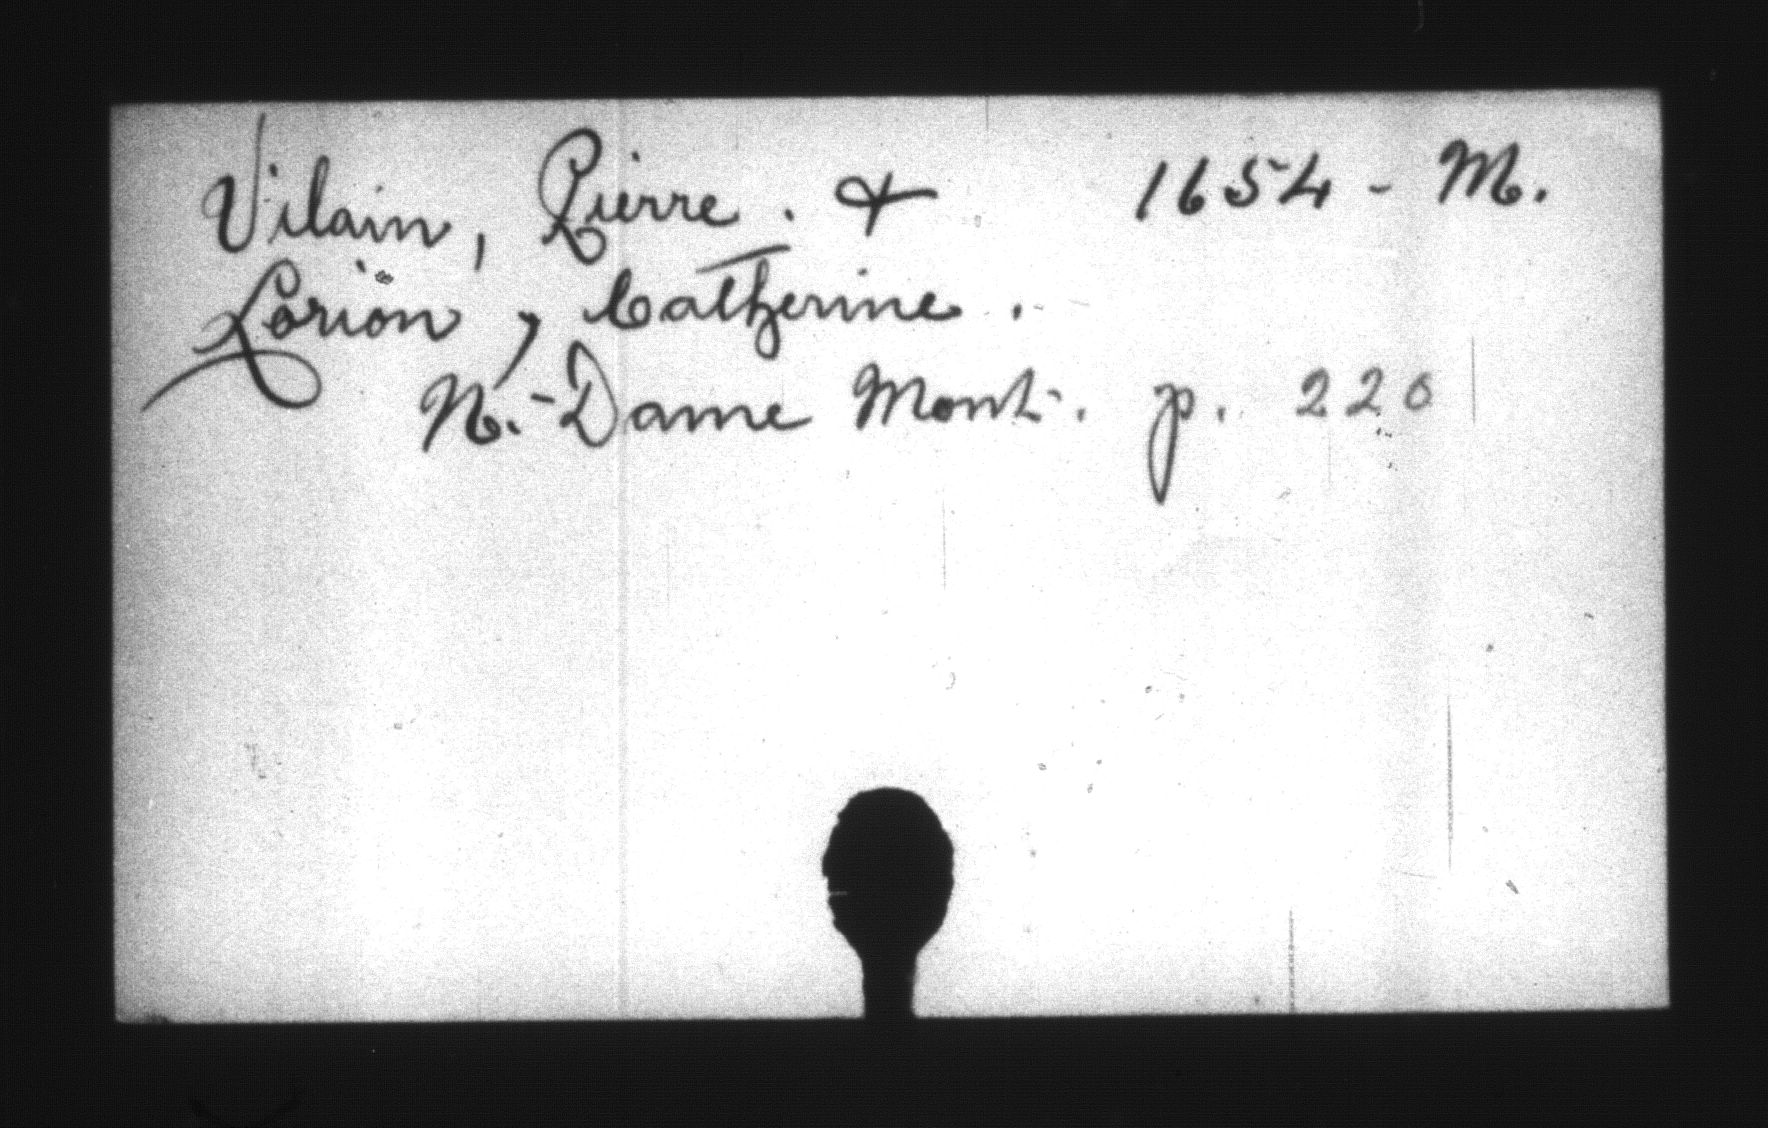 Vilain, Pierre. & 1654 - M.
Lorion, Catherine.
N.-Dame Mont. p. 220